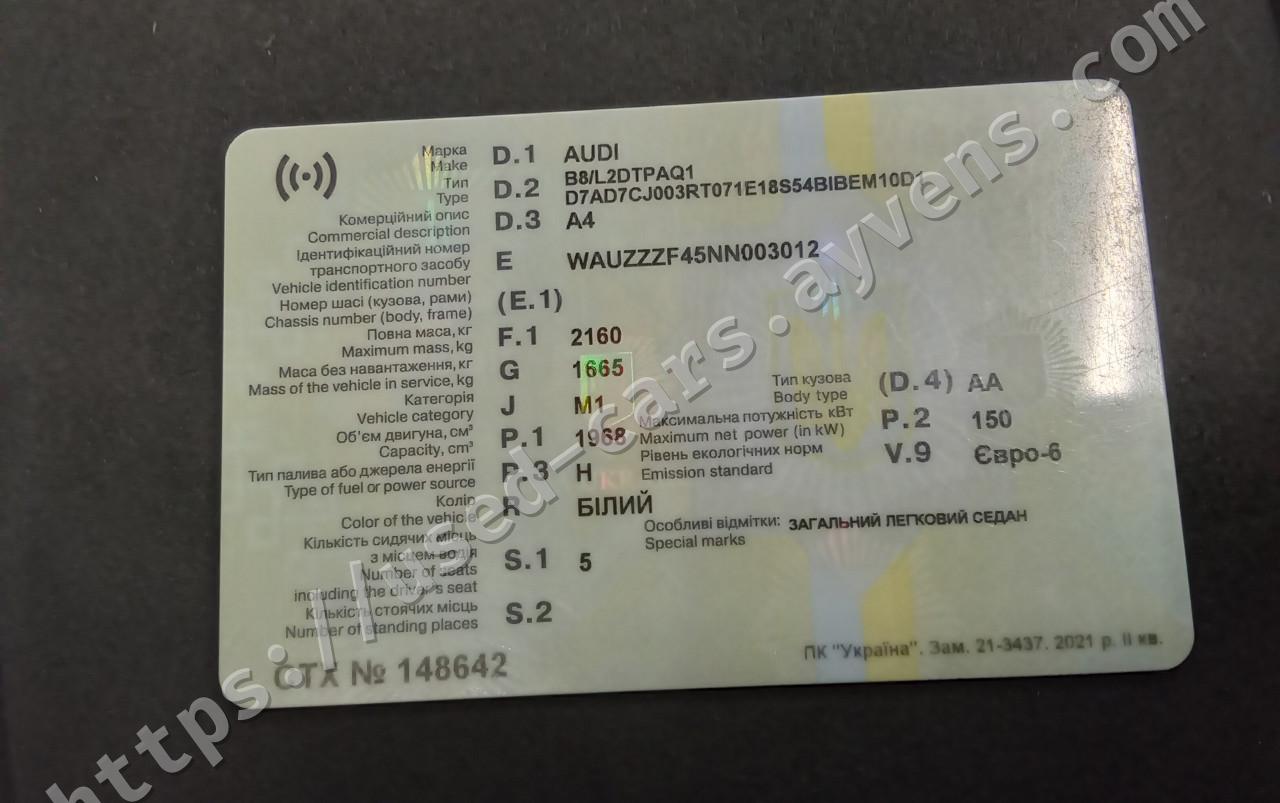 Марка
Make
D.1 AUDI
Тип
Type
D.2 B8/L2DTPAQ1
D7AD7CJ003RT071E18S54BIBEM10D1
Комерційний опис
Commercial description
D.3 A4
Ідентифікаційний номер
транспортного засобу
Vehicle identification number
E WAUZZZF45NN003012
Номер шасі (кузова, рами)
Chassis number (body, frame)
(E.1)
Повна маса, кг
Maximum mass, kg
F.1 2160
Маса без навантаження, кг
Mass of the vehicle in service, kg
G 1665
Категорія
Vehicle category
J M1
Об'єм двигуна, см³
Capacity, cm³
P.1 1968
Тип палива або джерела енергії
Type of fuel or power source
P.3 H
Колір
Color of the vehicle
R БІЛИЙ
Кількість сидячих місць
з місцем водія
Number of seats
including the driver's seat
S.1 5
Кількість стоячих місць
Number of standing places
S.2
Тип кузова
Body type
(D.4) AA
Максимальна потужність кВт
Maximum net power (in kW)
P.2 150
Рівень екологічних норм
Emission standard
V.9 Євро-6
Особливі відмітки: ЗАГАЛЬНИЙ ЛЕГКОВИЙ СЕДАН
Special marks
СТХ № 148642
ПК "Україна". Зам. 21-3437. 2021 р. II кв.
https://used-cars.ayvens.com